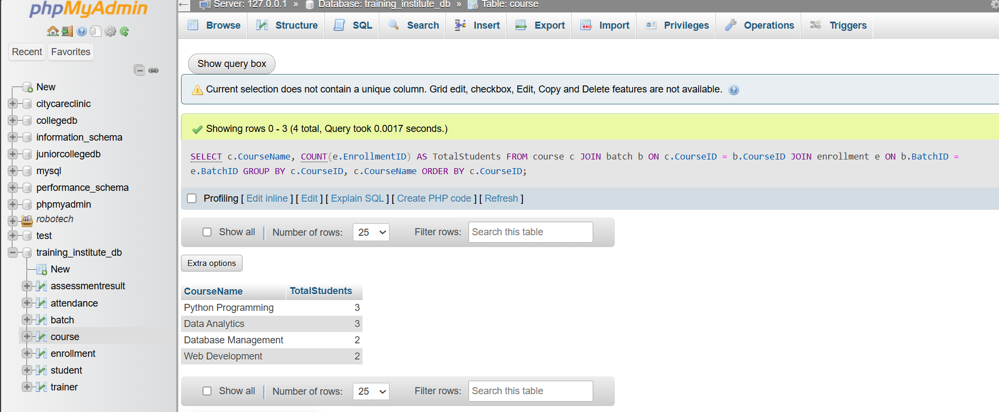 phpMyAdmin
Recent
Favorites
New
citycareclinic
collegedb
information_schema
juniorcollegedb
mysql
performance_schema
phpmyadmin
robotech
test
training_institute_db
New
assessmentresult
attendance
batch
course
enrollment
student
trainer
Server: 127.0.0.1 » Database: training_institute_db » Table: course
Browse Structure SQL Search Insert Export Import Privileges Operations Triggers
Show query box
Current selection does not contain a unique column. Grid edit, checkbox, Edit, Copy and Delete features are not available.
Showing rows 0 - 3 (4 total, Query took 0.0017 seconds.)
SELECT c.CourseName, COUNT(e.EnrollmentID) AS TotalStudents FROM course c JOIN batch b ON c.CourseID = b.CourseID JOIN enrollment e ON b.BatchID =
e.BatchID GROUP BY c.CourseID, c.CourseName ORDER BY c.CourseID;
Profiling [ Edit inline ] [ Edit ] [ Explain SQL ] [ Create PHP code ] [ Refresh ]
Show all | Number of rows: 25 Filter rows: Search this table
Extra options
CourseName TotalStudents
Python Programming 3
Data Analytics 3
Database Management 2
Web Development 2
Show all | Number of rows: 25 Filter rows: Search this table